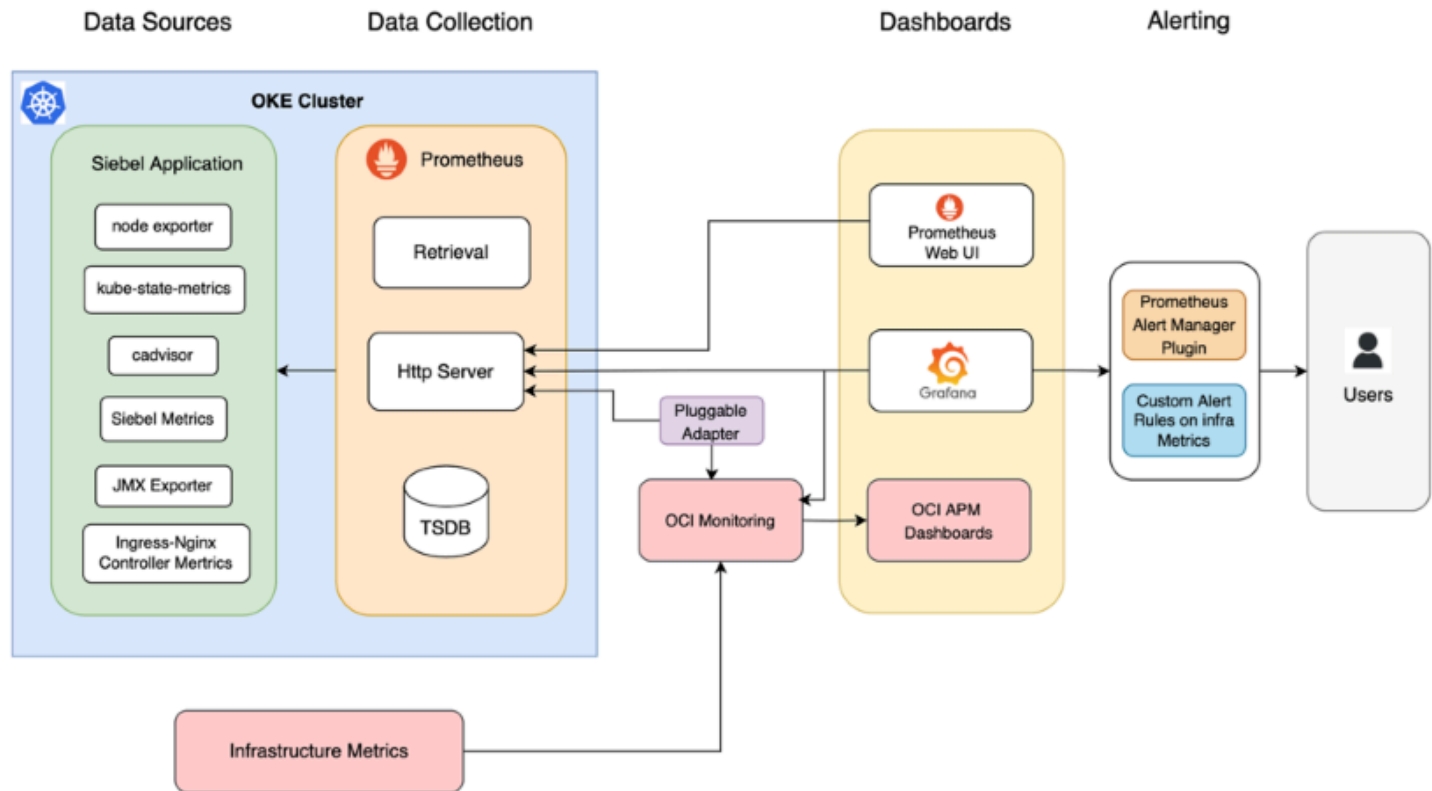 Data Sources
Data Collection
Dashboards
Alerting
OKE Cluster
Siebel Application
node exporter
kube-state-metrics
cadvisor
Siebel Metrics
JMX Exporter
Ingress-Nginx
Controller Mertrics
Prometheus
Retrieval
Http Server
TSDB
Pluggable
Adapter
OCI Monitoring
Infrastructure Metrics
Prometheus
Web UI
Grafana
OCI APM
Dashboards
Prometheus
Alert Manager
Plugin
Custom Alert
Rules on infra
Metrics
Users